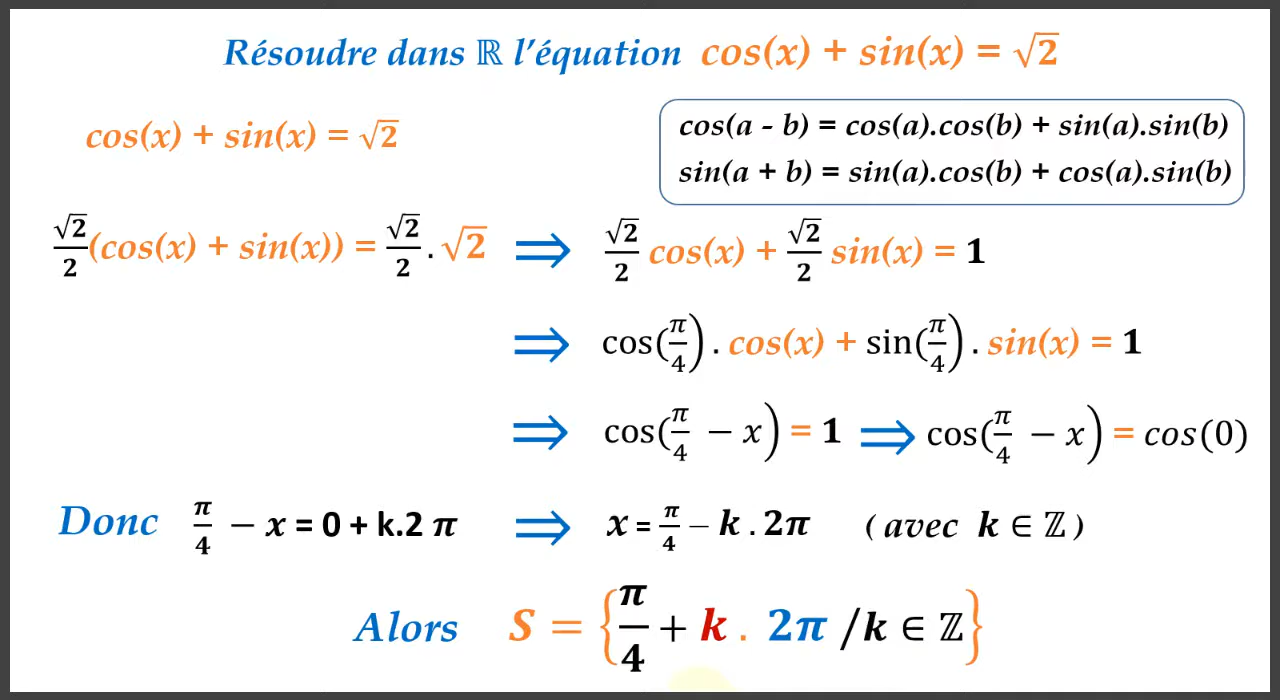 Résoudre dans ℝ l'équation cos(x) + sin(x) = √2
cos(x) + sin(x) = √2
cos(a - b) = cos(a).cos(b) + sin(a).sin(b)
sin(a + b) = sin(a).cos(b) + cos(a).sin(b)
√2/2 (cos(x) + sin(x)) = √2/2 . √2 ⟹ √2/2 cos(x) + √2/2 sin(x) = 1
⟹ cos(π/4) . cos(x) + sin(π/4) . sin(x) = 1
⟹ cos(π/4 − x) = 1 ⟹ cos(π/4 − x) = cos(0)
Donc π/4 − x = 0 + k.2 π ⟹ x = π/4 − k . 2π ( avec k ∈ ℤ )
Alors S = {π/4 + k . 2π /k ∈ ℤ}